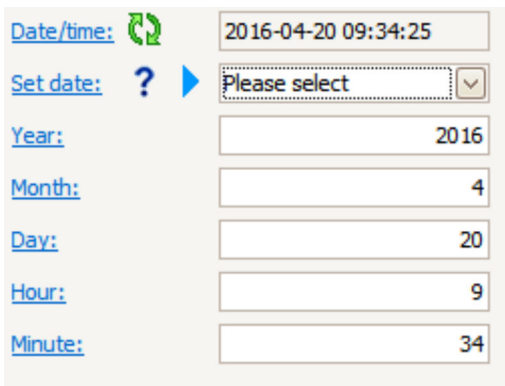 Date/time: 2016-04-20 09:34:25
Set date: ? Please select
Year: 2016
Month: 4
Day: 20
Hour: 9
Minute: 34